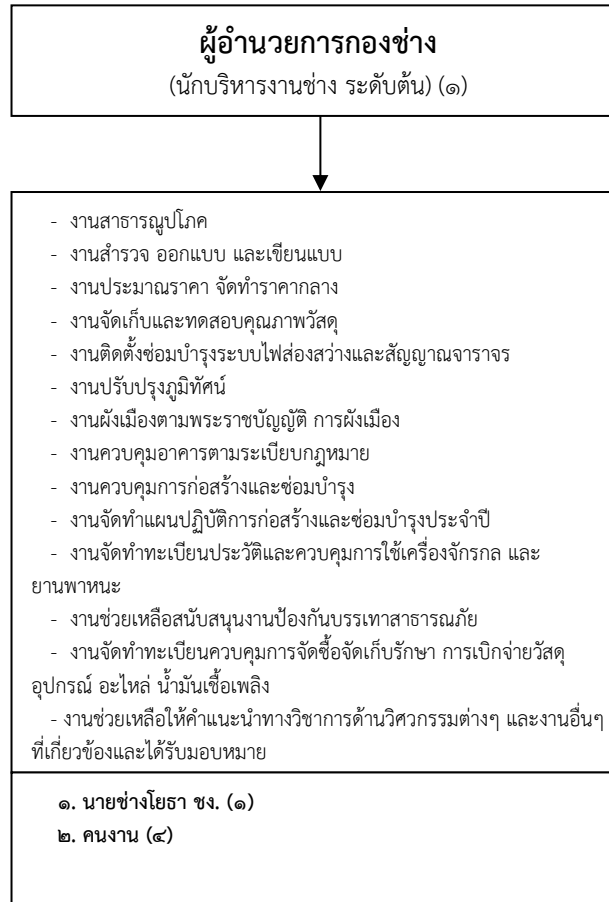 ผู้อำนวยการกองช่าง
(นักบริหารงานช่าง ระดับต้น) (๑)
- งานสาธารณูปโภค
- งานสำรวจ ออกแบบ และเขียนแบบ
- งานประมาณราคา จัดทำราคากลาง
- งานจัดเก็บและทดสอบคุณภาพวัสดุ
- งานติดตั้งซ่อมบำรุงระบบไฟส่องสว่างและสัญญาณจาราจร
- งานปรับปรุงภูมิทัศน์
- งานผังเมืองตามพระราชบัญญัติ การผังเมือง
- งานควบคุมอาคารตามระเบียบกฎหมาย
- งานควบคุมการก่อสร้างและซ่อมบำรุง
- งานจัดทำแผนปฏิบัติการก่อสร้างและซ่อมบำรุงประจำปี
- งานจัดทำทะเบียนประวัติและควบคุมการใช้เครื่องจักรกล และ
ยานพาหนะ
- งานช่วยเหลือสนับสนุนงานป้องกันบรรเทาสาธารณภัย
- งานจัดทำทะเบียนควบคุมการจัดซื้อจัดเก็บรักษา การเบิกจ่ายวัสดุ
อุปกรณ์ อะไหล่ น้ำมันเชื้อเพลิง
- งานช่วยเหลือให้คำแนะนำทางวิชาการด้านวิศวกรรมต่างๆ และงานอื่นๆ
ที่เกี่ยวข้องและได้รับมอบหมาย
๑. นายช่างโยธา ชง. (๑)
๒. คนงาน (๔)